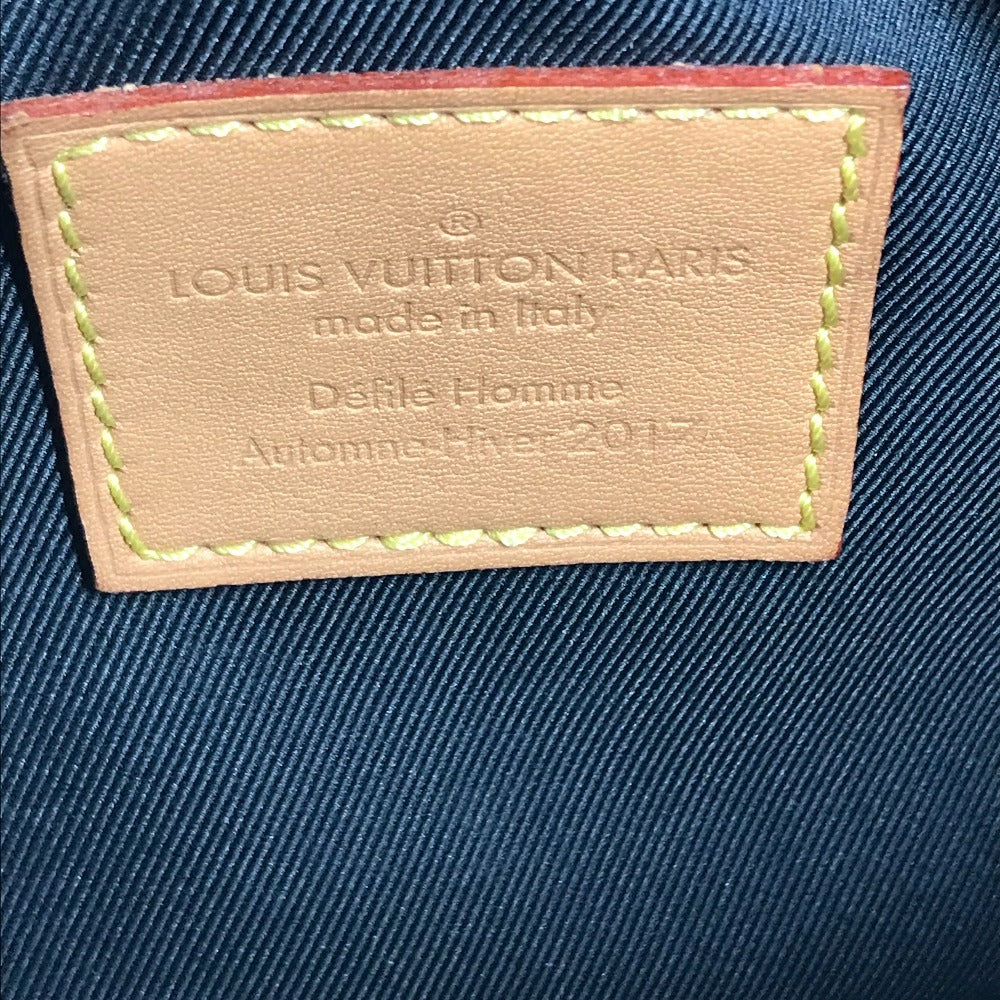 ®
LOUIS VUITTON PARIS
made in Italy
Défilé Homme
Automne-Hiver 2017